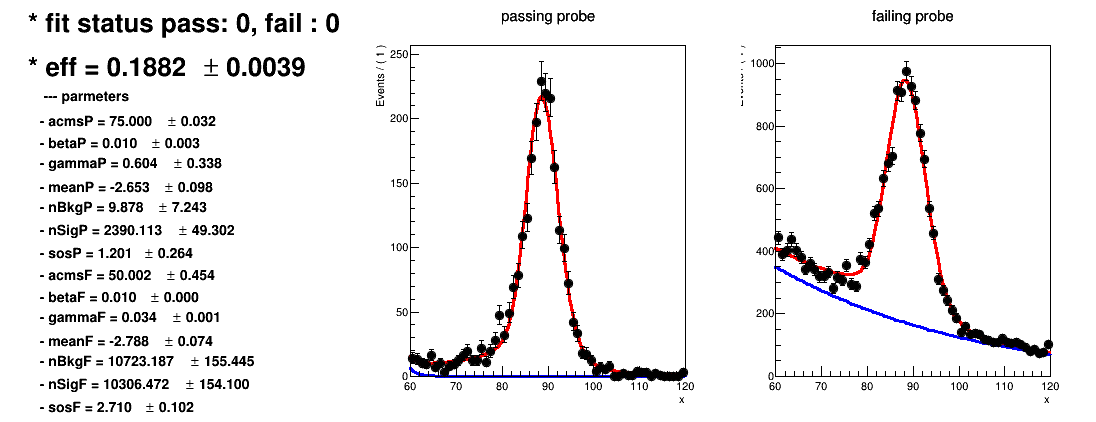 * fit status pass: 0, fail : 0
* eff = 0.1882 ± 0.0039
--- parmeters
- acmsP = 75.000 ± 0.032
- betaP = 0.010 ± 0.003
- gammaP = 0.604 ± 0.338
- meanP = -2.653 ± 0.098
- nBkgP = 9.878 ± 7.243
- nSigP = 2390.113 ± 49.302
- sosP = 1.201 ± 0.264
- acmsF = 50.002 ± 0.454
- betaF = 0.010 ± 0.000
- gammaF = 0.034 ± 0.001
- meanF = -2.788 ± 0.074
- nBkgF = 10723.187 ± 155.445
- nSigF = 10306.472 ± 154.100
- sosF = 2.710 ± 0.102
passing probe
Events / ( 1 )
250
200
150
100
50
0
60 70 80 90 100 110 120
x
failing probe
1000
800
600
400
200
0
60 70 80 90 100 110 120
x